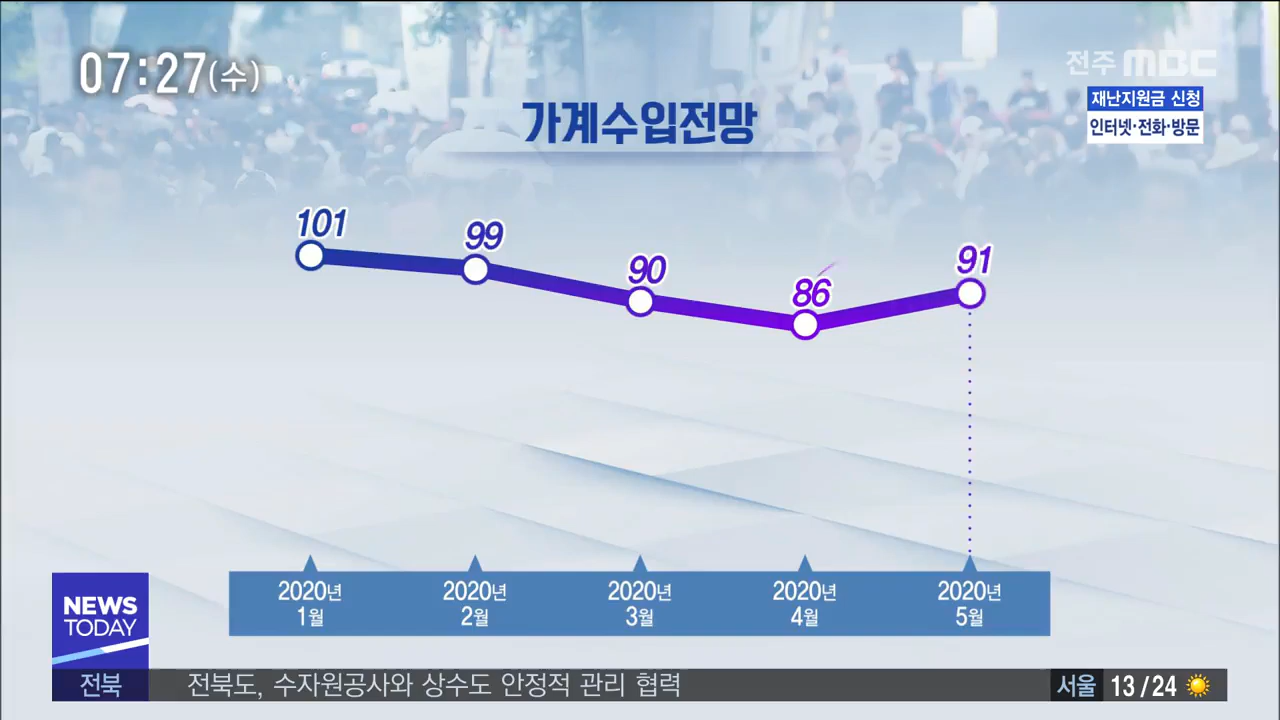 07:27(수)
전주 MBC
재난지원금 신청
인터넷·전화·방문
가계수입전망
101
99
90
86
91
2020년 1월
2020년 2월
2020년 3월
2020년 4월
2020년 5월
NEWS
TODAY
전북
전북도, 수자원공사와 상수도 안정적 관리 협력
서울 13/24